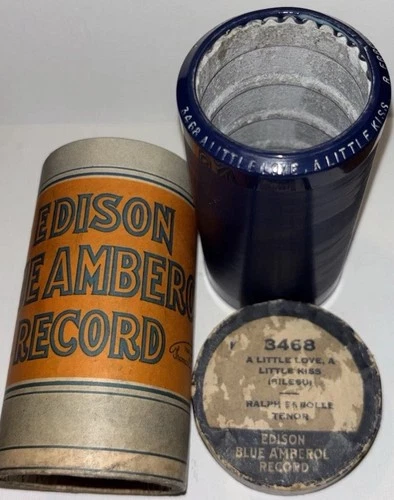 3468 A LITTLE LOVE, A LITTLE KISS R.
EDISON
BLUE AMBEROL
RECORD
3468
A LITTLE LOVE, A
LITTLE KISS
(SILESU)
RALPH ERROLLE
TENOR
EDISON
BLUE AMBEROL
RECORD